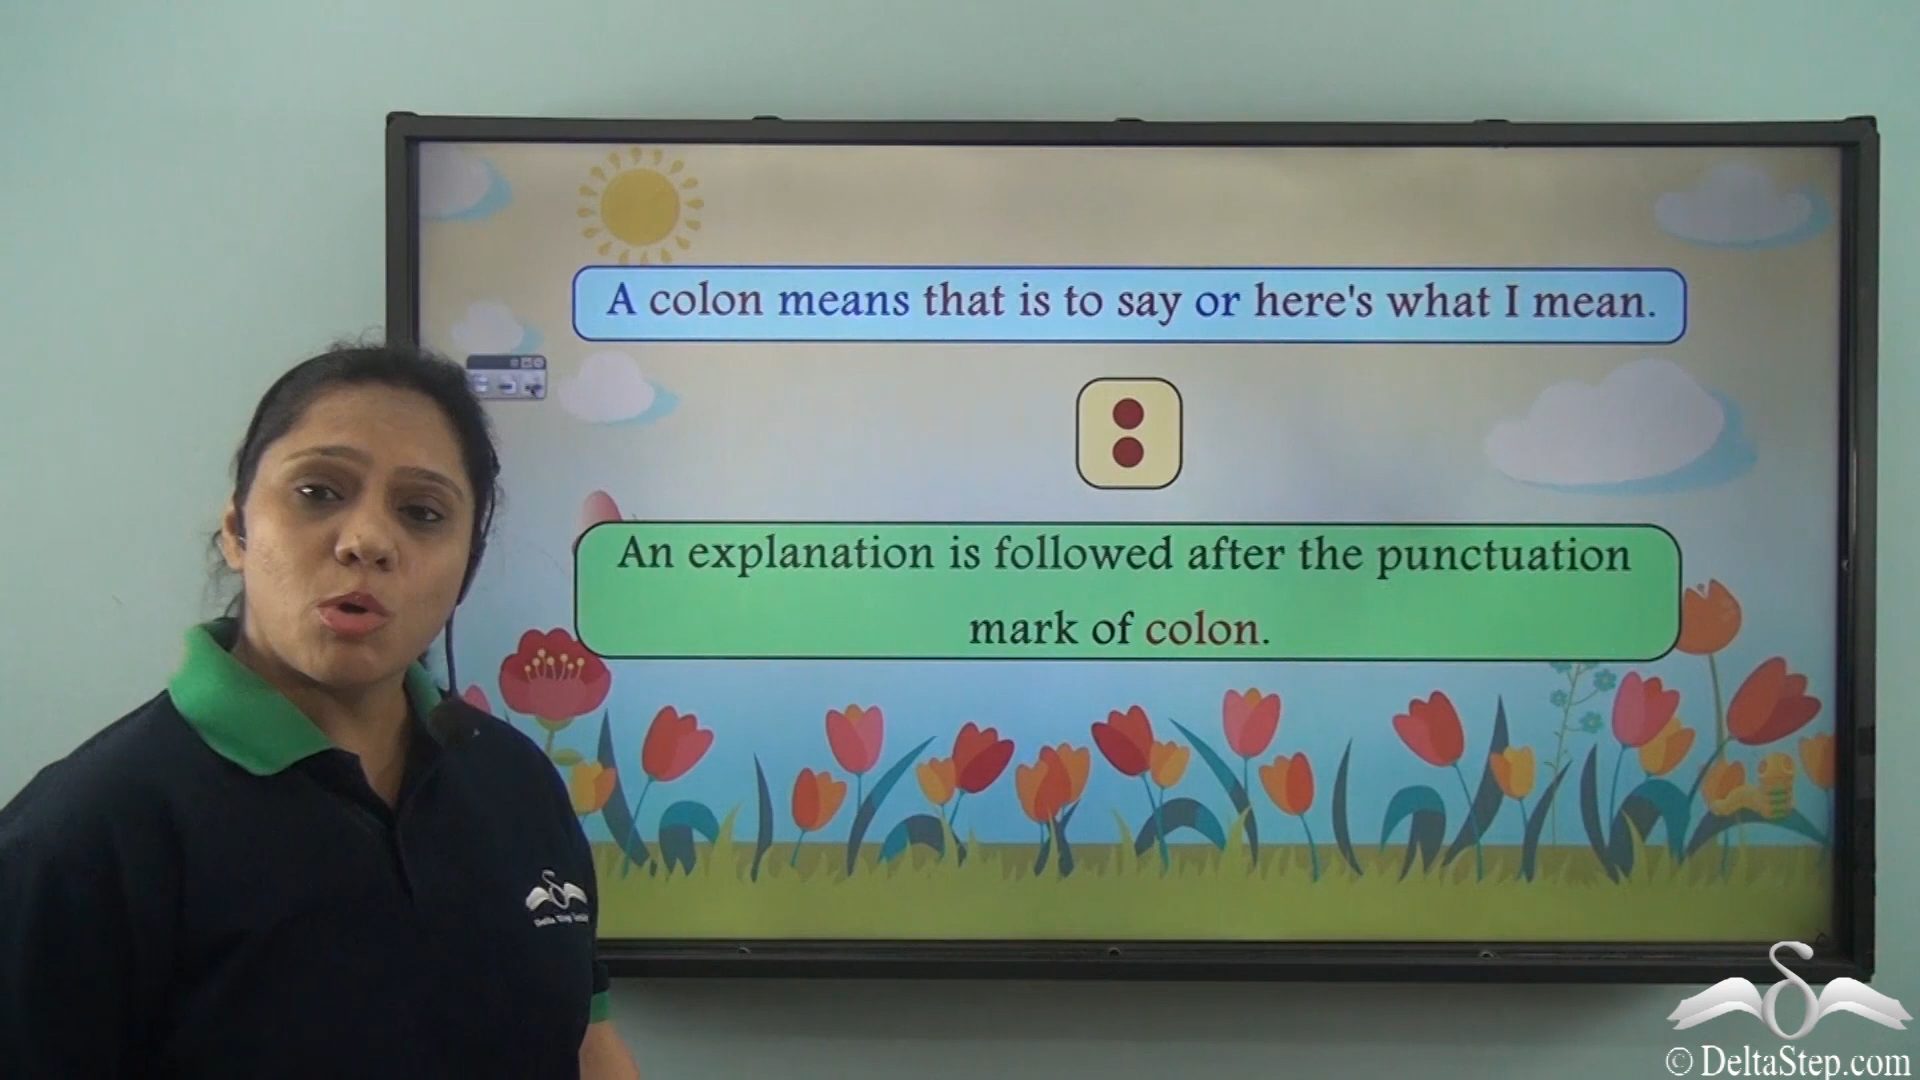 A colon means that is to say or here's what I mean.
An explanation is followed after the punctuation
mark of colon.
© DeltaStep.com